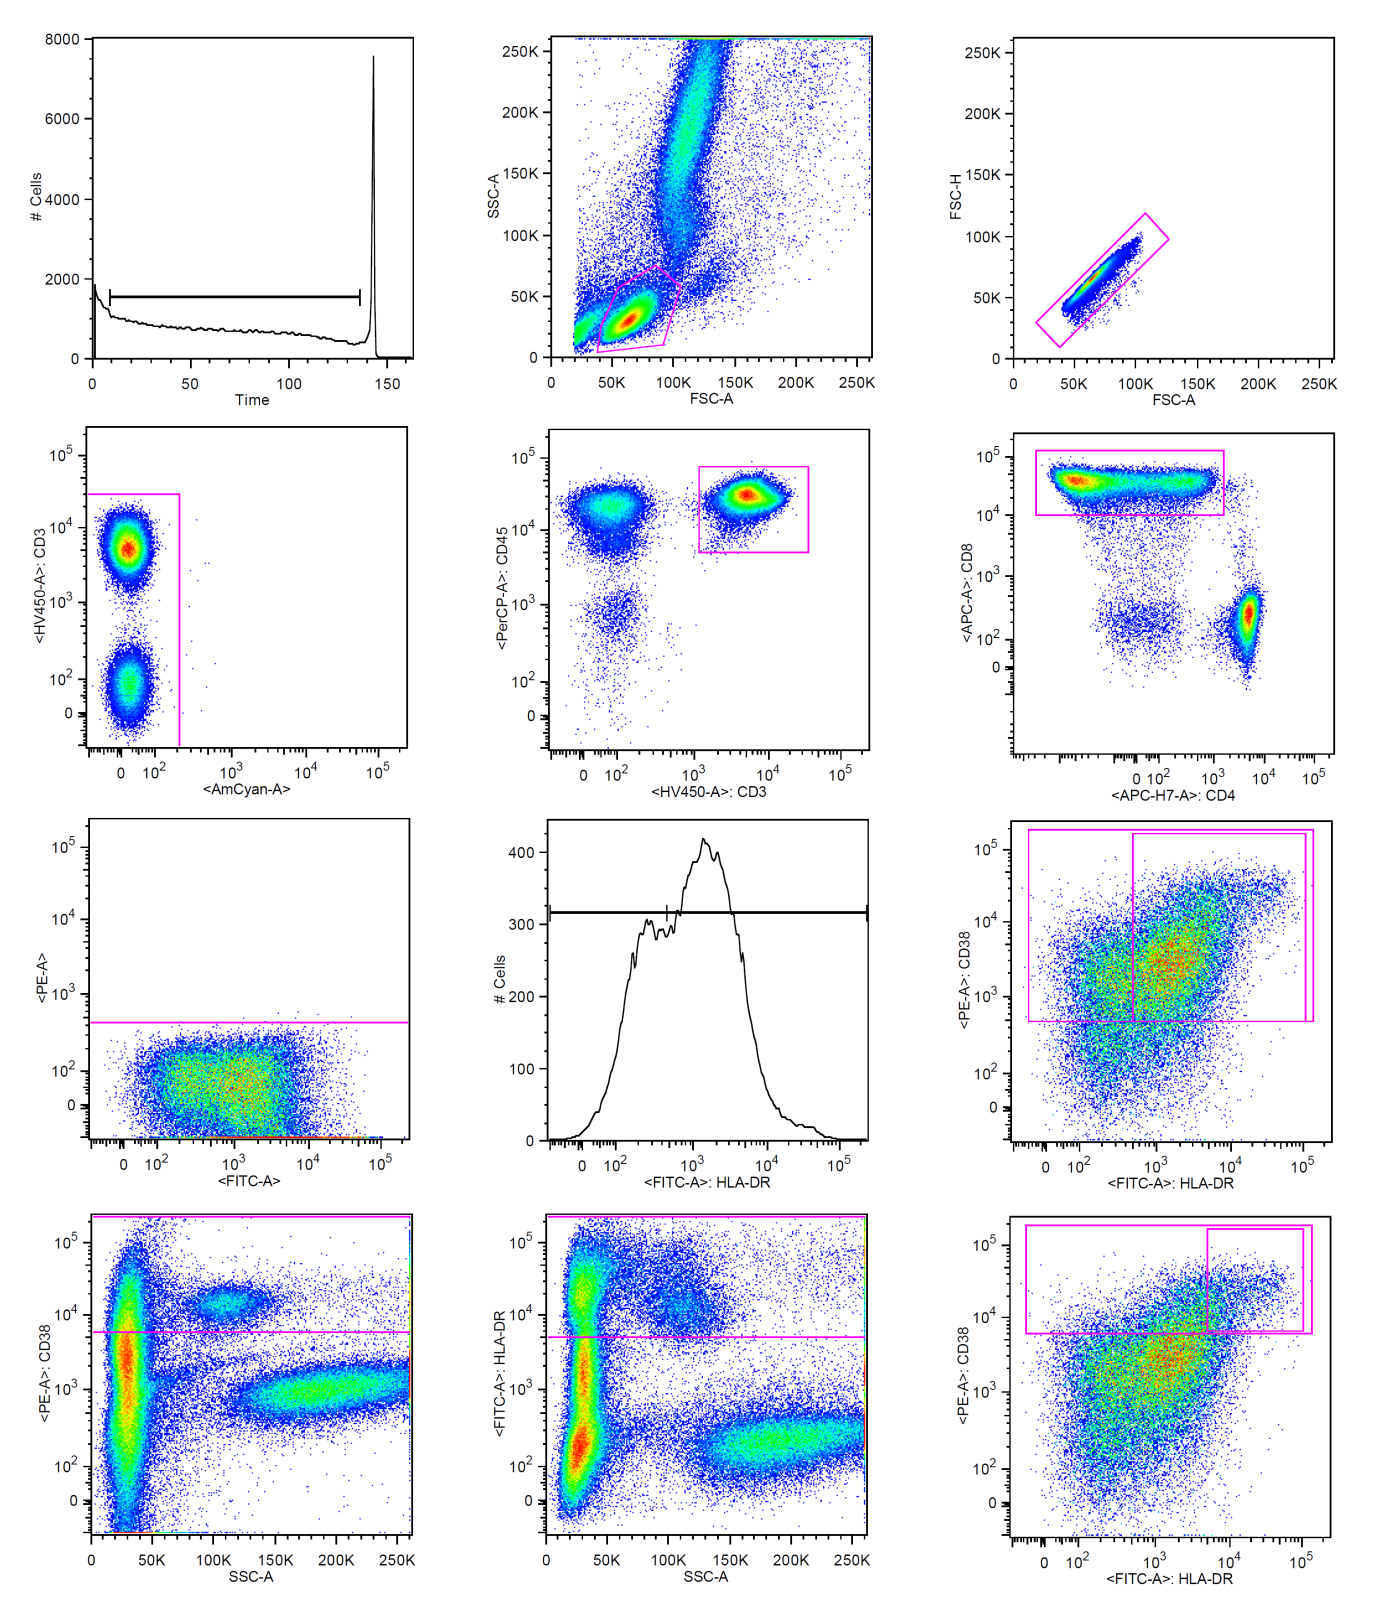 8000
6000
4000
2000
0
# Cells
0 50 100 150
Time
250K
200K
150K
100K
50K
0
SSC-A
0 50K 100K 150K 200K 250K
FSC-A
250K
200K
150K
100K
50K
0
FSC-H
0 50K 100K 150K 200K 250K
FSC-A
10^5
10^4
10^3
10^2
0
<HV450-A>: CD3
0 10^2 10^3 10^4 10^5
<AmCyan-A>
10^5
10^4
10^3
10^2
0
<PerCP-A>: CD45
0 10^2 10^3 10^4 10^5
<HV450-A>: CD3
10^5
10^4
10^3
10^2
0
<APC-A>: CD8
0 10^2 10^3 10^4 10^5
<APC-H7-A>: CD4
10^5
10^4
10^3
10^2
0
<PE-A>
0 10^2 10^3 10^4 10^5
<FITC-A>
400
300
200
100
0
# Cells
0 10^2 10^3 10^4 10^5
<FITC-A>: HLA-DR
10^5
10^4
10^3
10^2
0
<PE-A>: CD38
0 10^2 10^3 10^4 10^5
<FITC-A>: HLA-DR
10^5
10^4
10^3
10^2
0
<PE-A>: CD38
0 50K 100K 150K 200K 250K
SSC-A
10^5
10^4
10^3
10^2
0
<FITC-A>: HLA-DR
0 50K 100K 150K 200K 250K
SSC-A
10^5
10^4
10^3
10^2
0
<PE-A>: CD38
0 10^2 10^3 10^4 10^5
<FITC-A>: HLA-DR